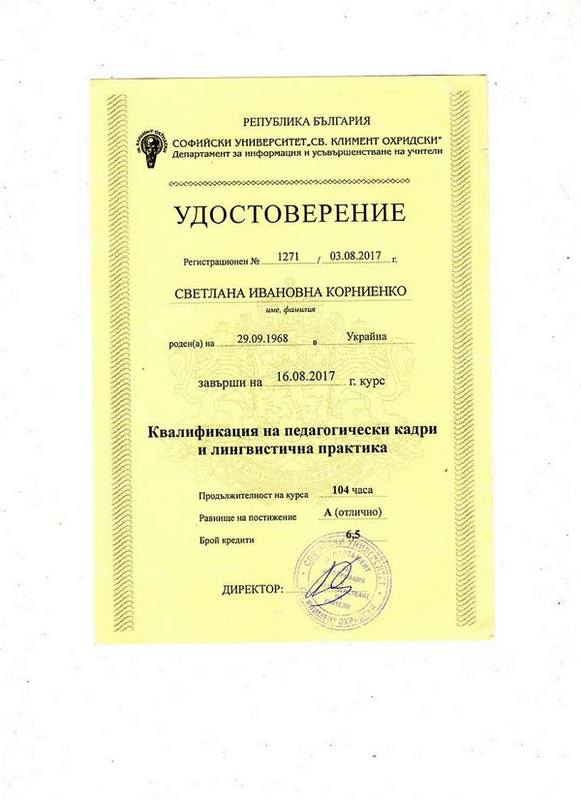 РЕПУБЛИКА БЪЛГАРИЯ
СОФИЙСКИ УНИВЕРСИТЕТ „СВ. КЛИМЕНТ ОХРИДСКИ“
Департамент за информация и усъвършенстване на учители
УДОСТОВЕРЕНИЕ
Регистрационен № 1271 / 03.08.2017 г.
СВЕТЛАНА ИВАНОВНА КОРНИЕНКО
име, фамилия
роден(а) на 29.09.1968 в Украйна
завърши на 16.08.2017 г. курс
Квалификация на педагогически кадри
и лингвистична практика
Продължителност на курса 104 часа
Равнище на постижение А (отлично)
Брой кредити 6,5
ДИРЕКТОР: